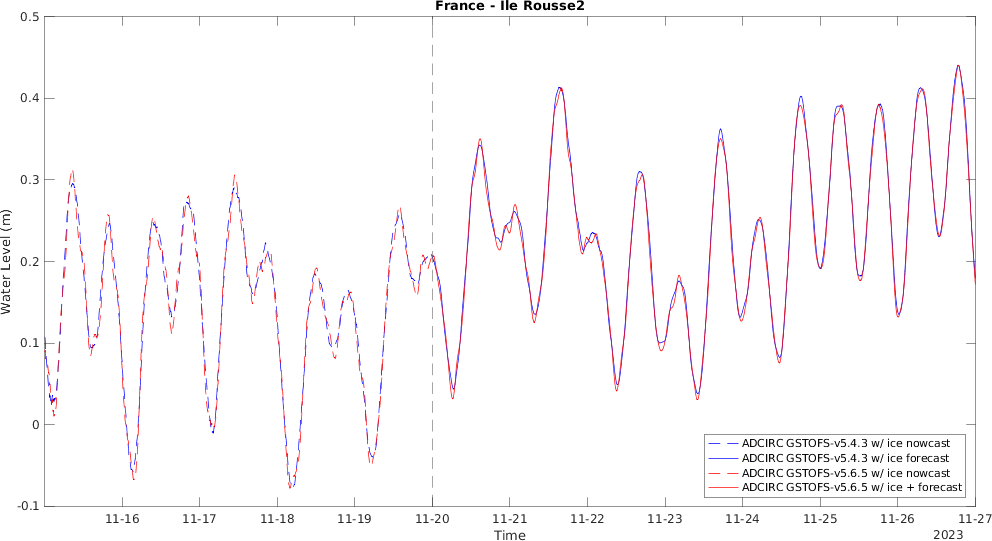 France - Ile Rousse2
Water Level (m)
0.5
0.4
0.3
0.2
0.1
0
-0.1
11-16
11-17
11-18
11-19
11-20
11-21
11-22
11-23
11-24
11-25
11-26
11-27
Time
2023
ADCIRC GSTOFS-v5.4.3 w/ ice nowcast
ADCIRC GSTOFS-v5.4.3 w/ ice forecast
ADCIRC GSTOFS-v5.6.5 w/ ice nowcast
ADCIRC GSTOFS-v5.6.5 w/ ice + forecast